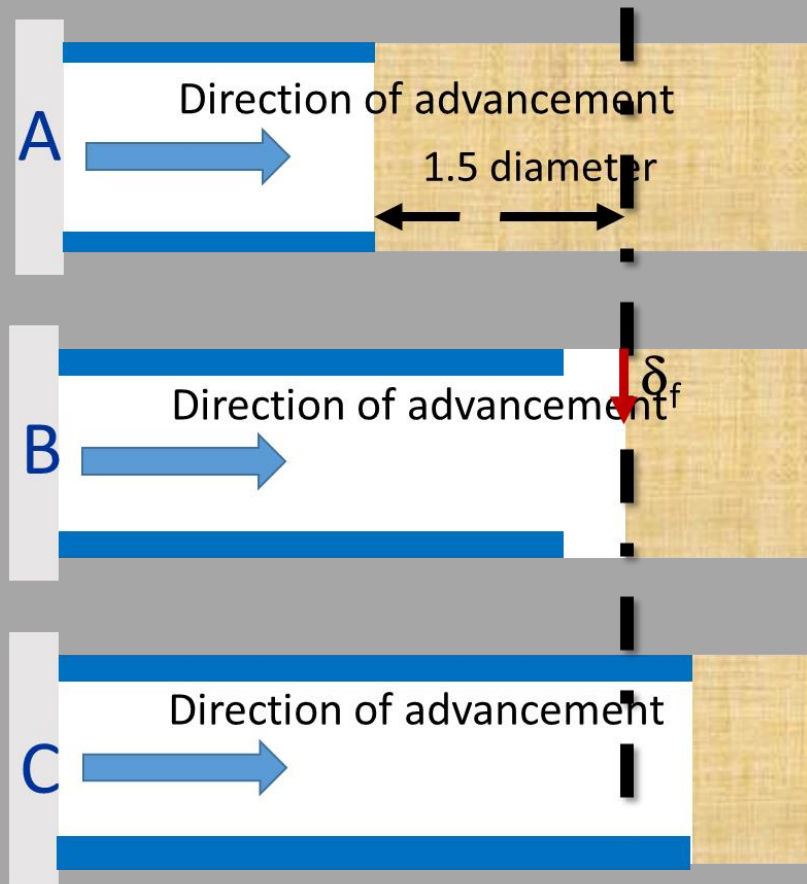 A
Direction of advancement
1.5 diameter
B
δf
Direction of advancement
C
Direction of advancement